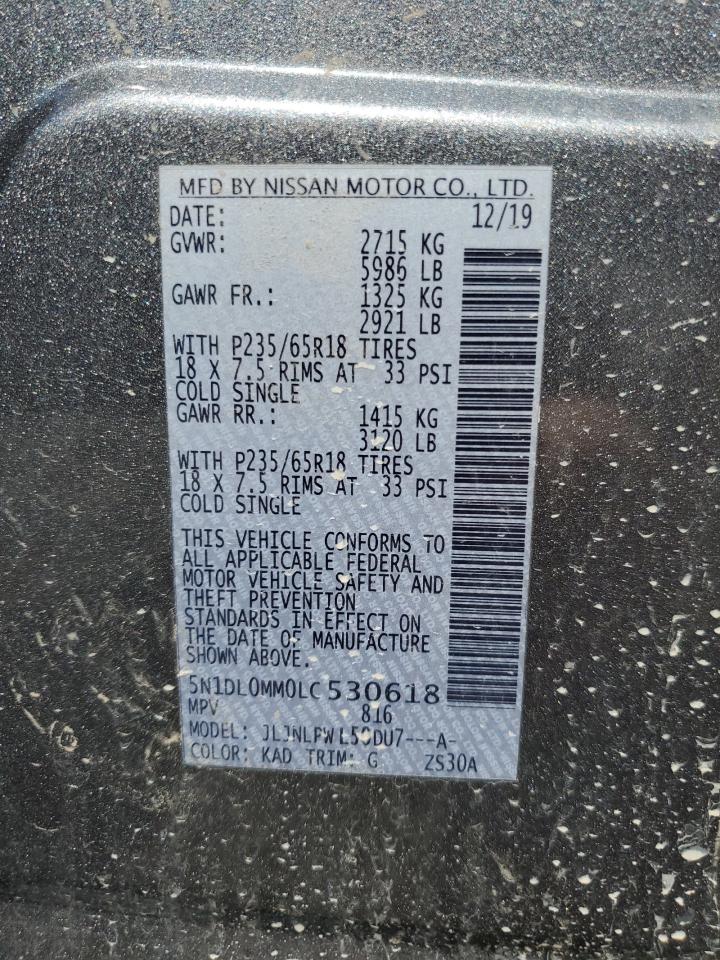 MFD BY NISSAN MOTOR CO., LTD.
DATE: 12/19
GVWR: 2715 KG
5986 LB
GAWR FR.: 1325 KG
2921 LB
WITH P235/65R18 TIRES
18 X 7.5 RIMS AT 33 PSI
COLD SINGLE
GAWR RR.: 1415 KG
3120 LB
WITH P235/65R18 TIRES
18 X 7.5 RIMS AT 33 PSI
COLD SINGLE
THIS VEHICLE CONFORMS TO
ALL APPLICABLE FEDERAL
MOTOR VEHICLE SAFETY AND
THEFT PREVENTION
STANDARDS IN EFFECT ON
THE DATE OF MANUFACTURE
SHOWN ABOVE.
5N1DL0MM0LC530618
MPV 816
MODEL:
COLOR: KAD TRIM: G ZS30A